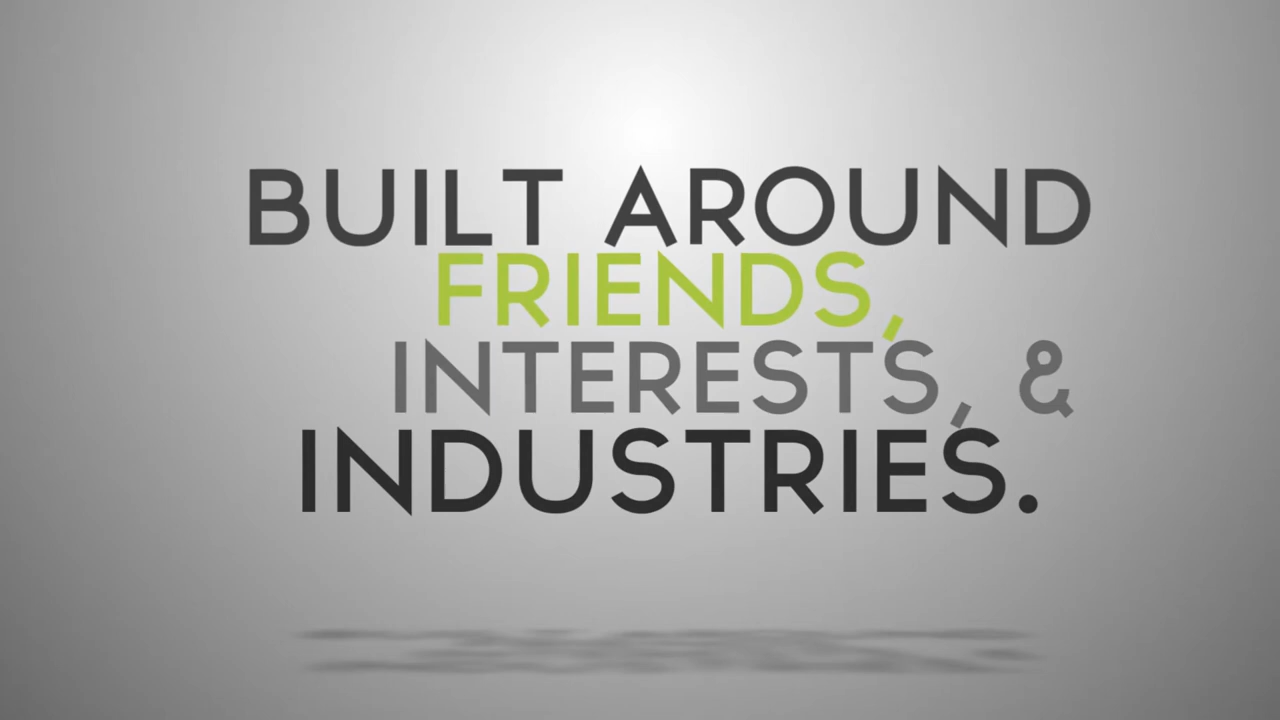 BUILT AROUND
FRIENDS,
INTERESTS, &
INDUSTRIES.